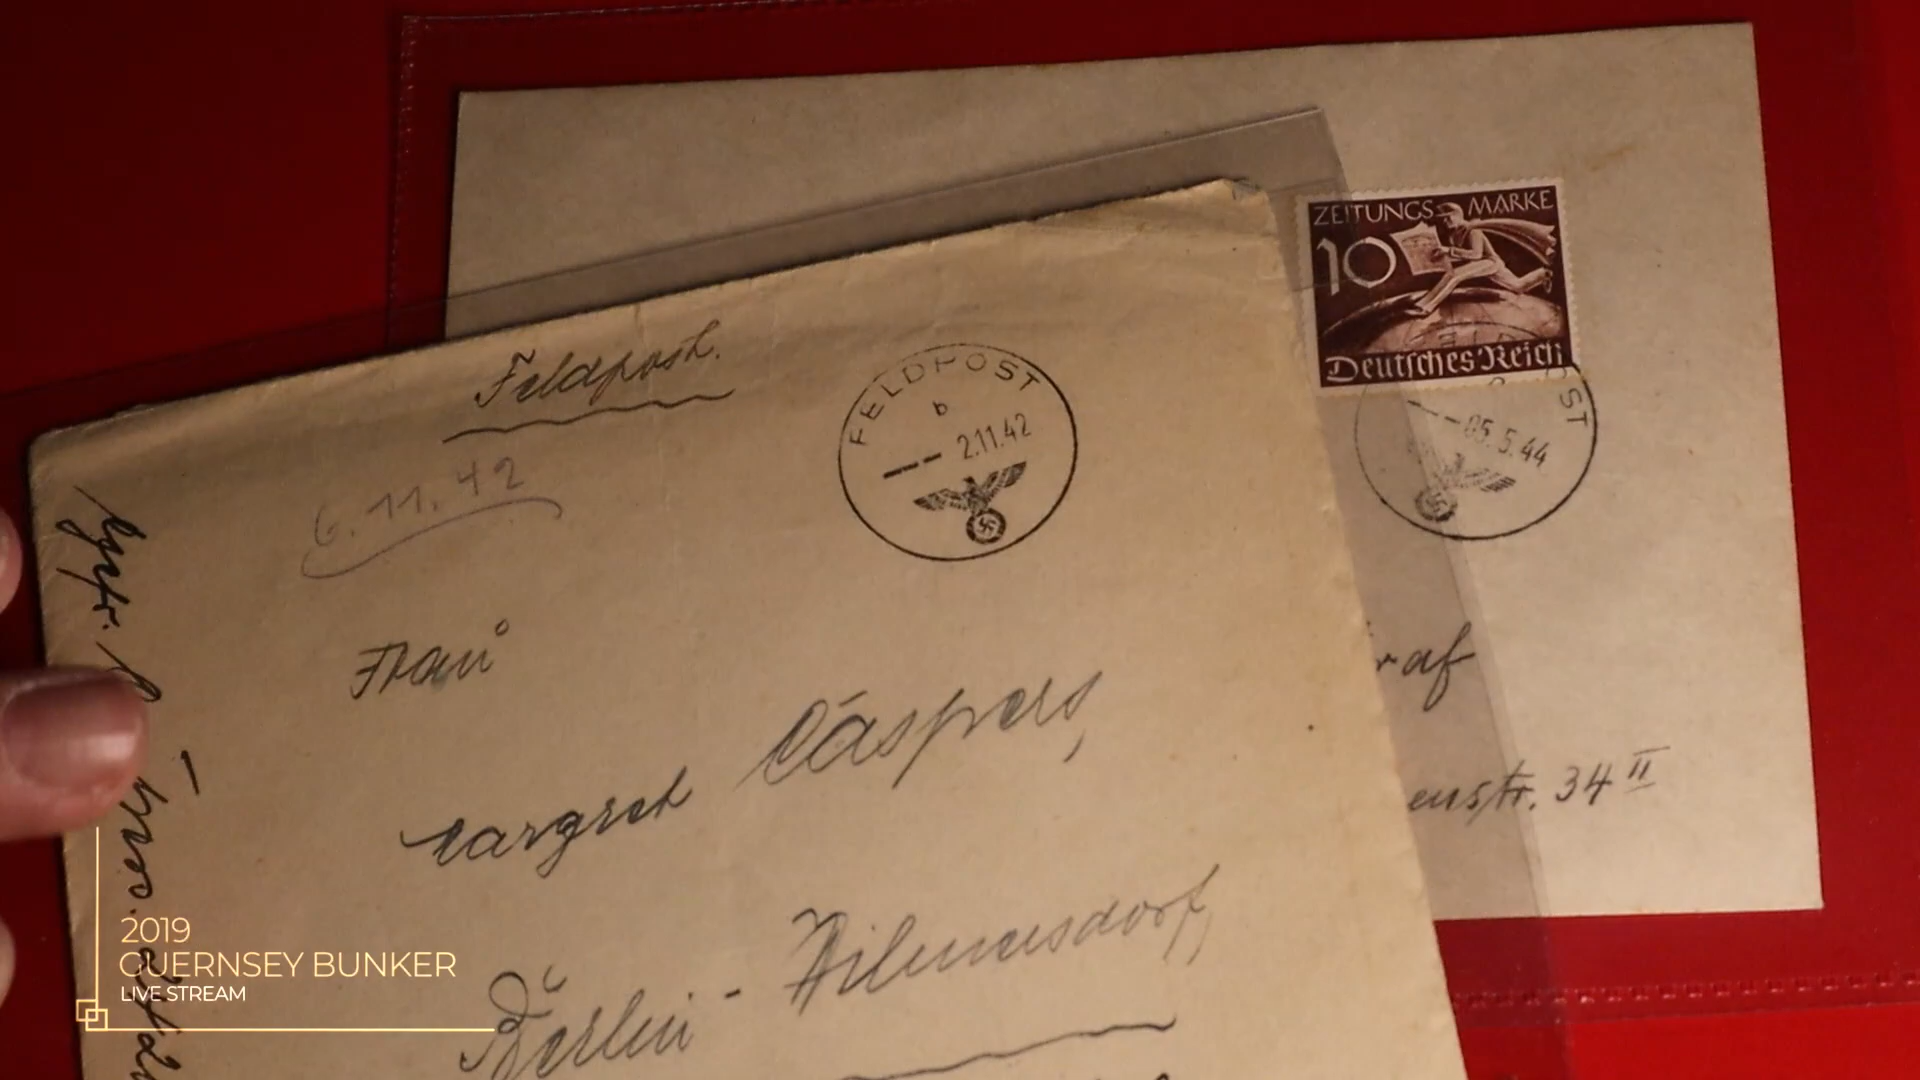 Feldpost.
6.11.42
FELDPOST
b
2.11.42
Frau
Caspers,
Berlin - Wilmersdorf,
ZEITUNGS MARKE
10
Deutsches Reich
05.5.44
raf
enstr. 34 II
2019
GUERNSEY BUNKER
LIVE STREAM